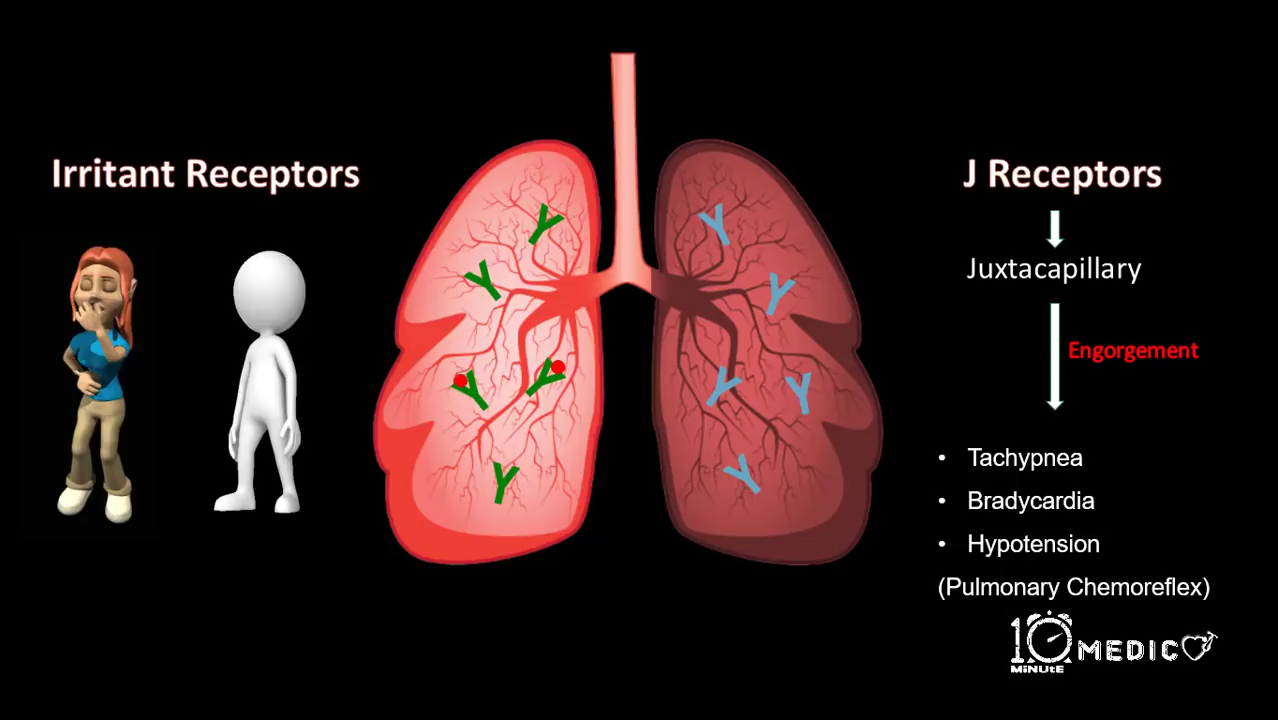 Irritant Receptors
J Receptors
Juxtacapillary
Engorgement
• Tachypnea
• Bradycardia
• Hypotension
(Pulmonary Chemoreflex)
10 MEDIC
MiNUtE